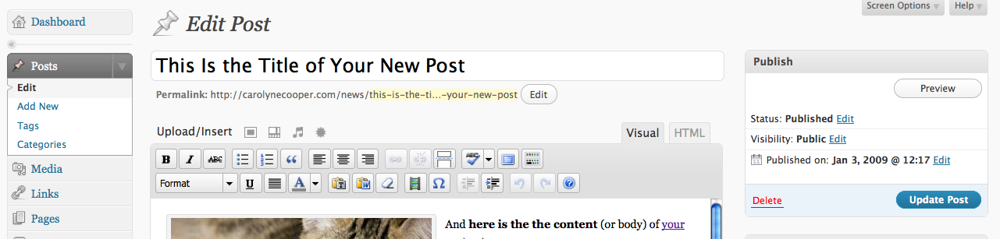 Screen Options Help
Dashboard
Edit Post
Posts
Edit
Add New
Tags
Categories
Media
Links
Pages
This Is the Title of Your New Post
Permalink: http://carolynecooper.com/news/this-is-the-ti...-your-new-post Edit
Upload/Insert
Visual HTML
B I ABC ABC
Format U A T W Ω ?
And here is the the content (or body) of your
Publish
Preview
Status: Published Edit
Visibility: Public Edit
Published on: Jan 3, 2009 @ 12:17 Edit
Delete Update Post